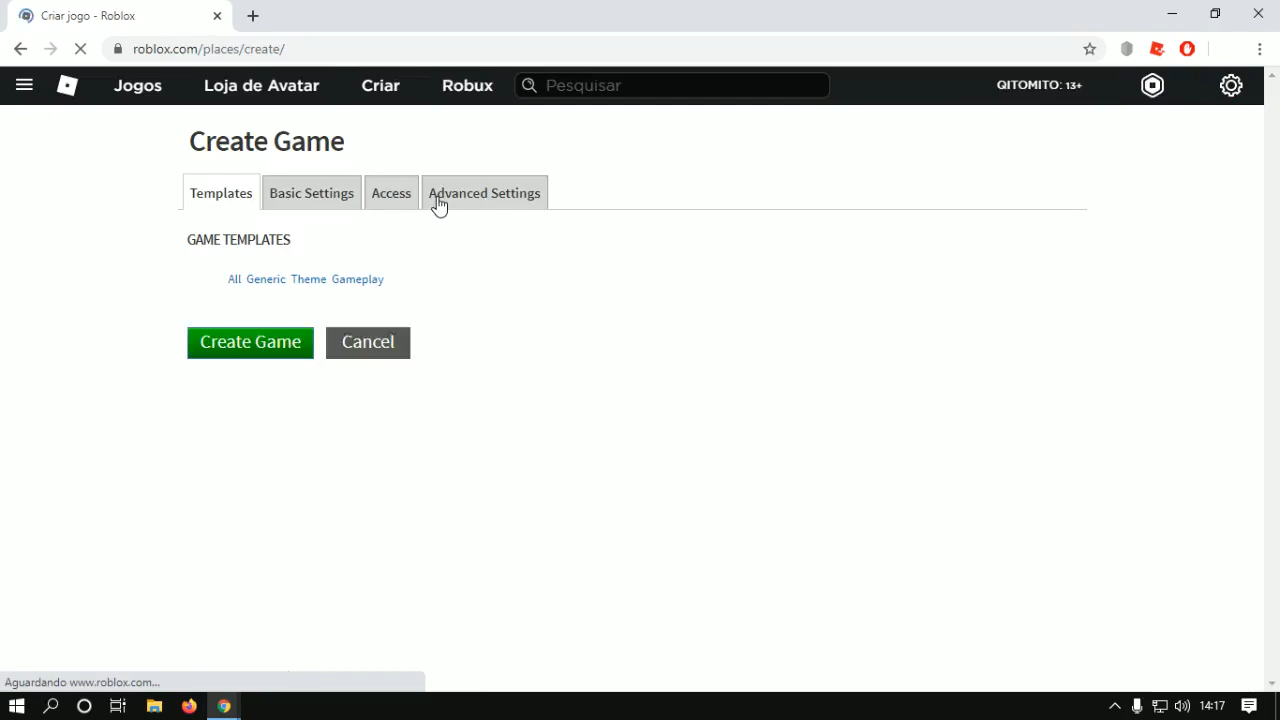 Criar jogo - Roblox
roblox.com/places/create/
Jogos Loja de Avatar Criar Robux Pesquisar QITOMITO: 13+
Create Game
Templates Basic Settings Access Advanced Settings
GAME TEMPLATES
All Generic Theme Gameplay
Create Game Cancel
Aguardando www.roblox.com...
14:17